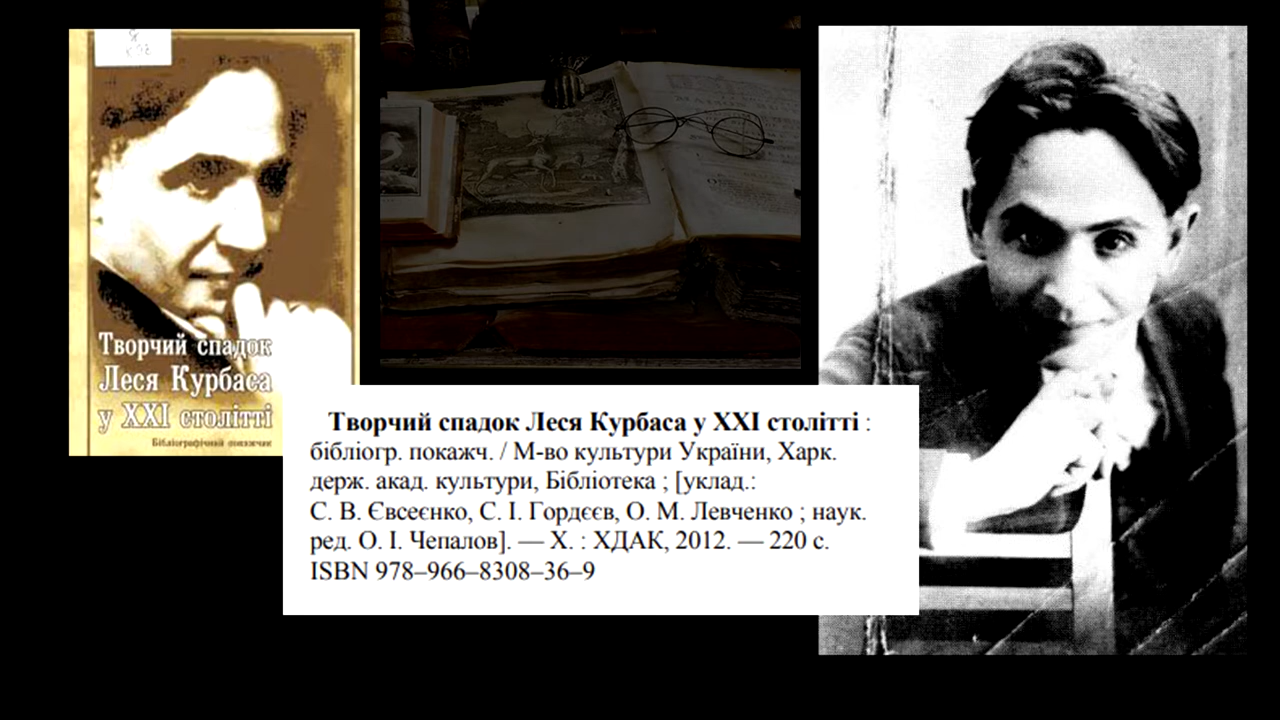 Творчий спадок
Леся Курбаса
у XXI столітті
Бібліографічний покажчик
Творчий спадок Леся Курбаса у XXI столітті :
бібліогр. покажч. / М-во культури України, Харк.
держ. акад. культури, Бібліотека ; [уклад.:
С. В. Євсеєнко, С. І. Гордєєв, О. М. Левченко ; наук.
ред. О. І. Чепалов]. — Х. : ХДАК, 2012. — 220 с.
ISBN 978–966–8308–36–9